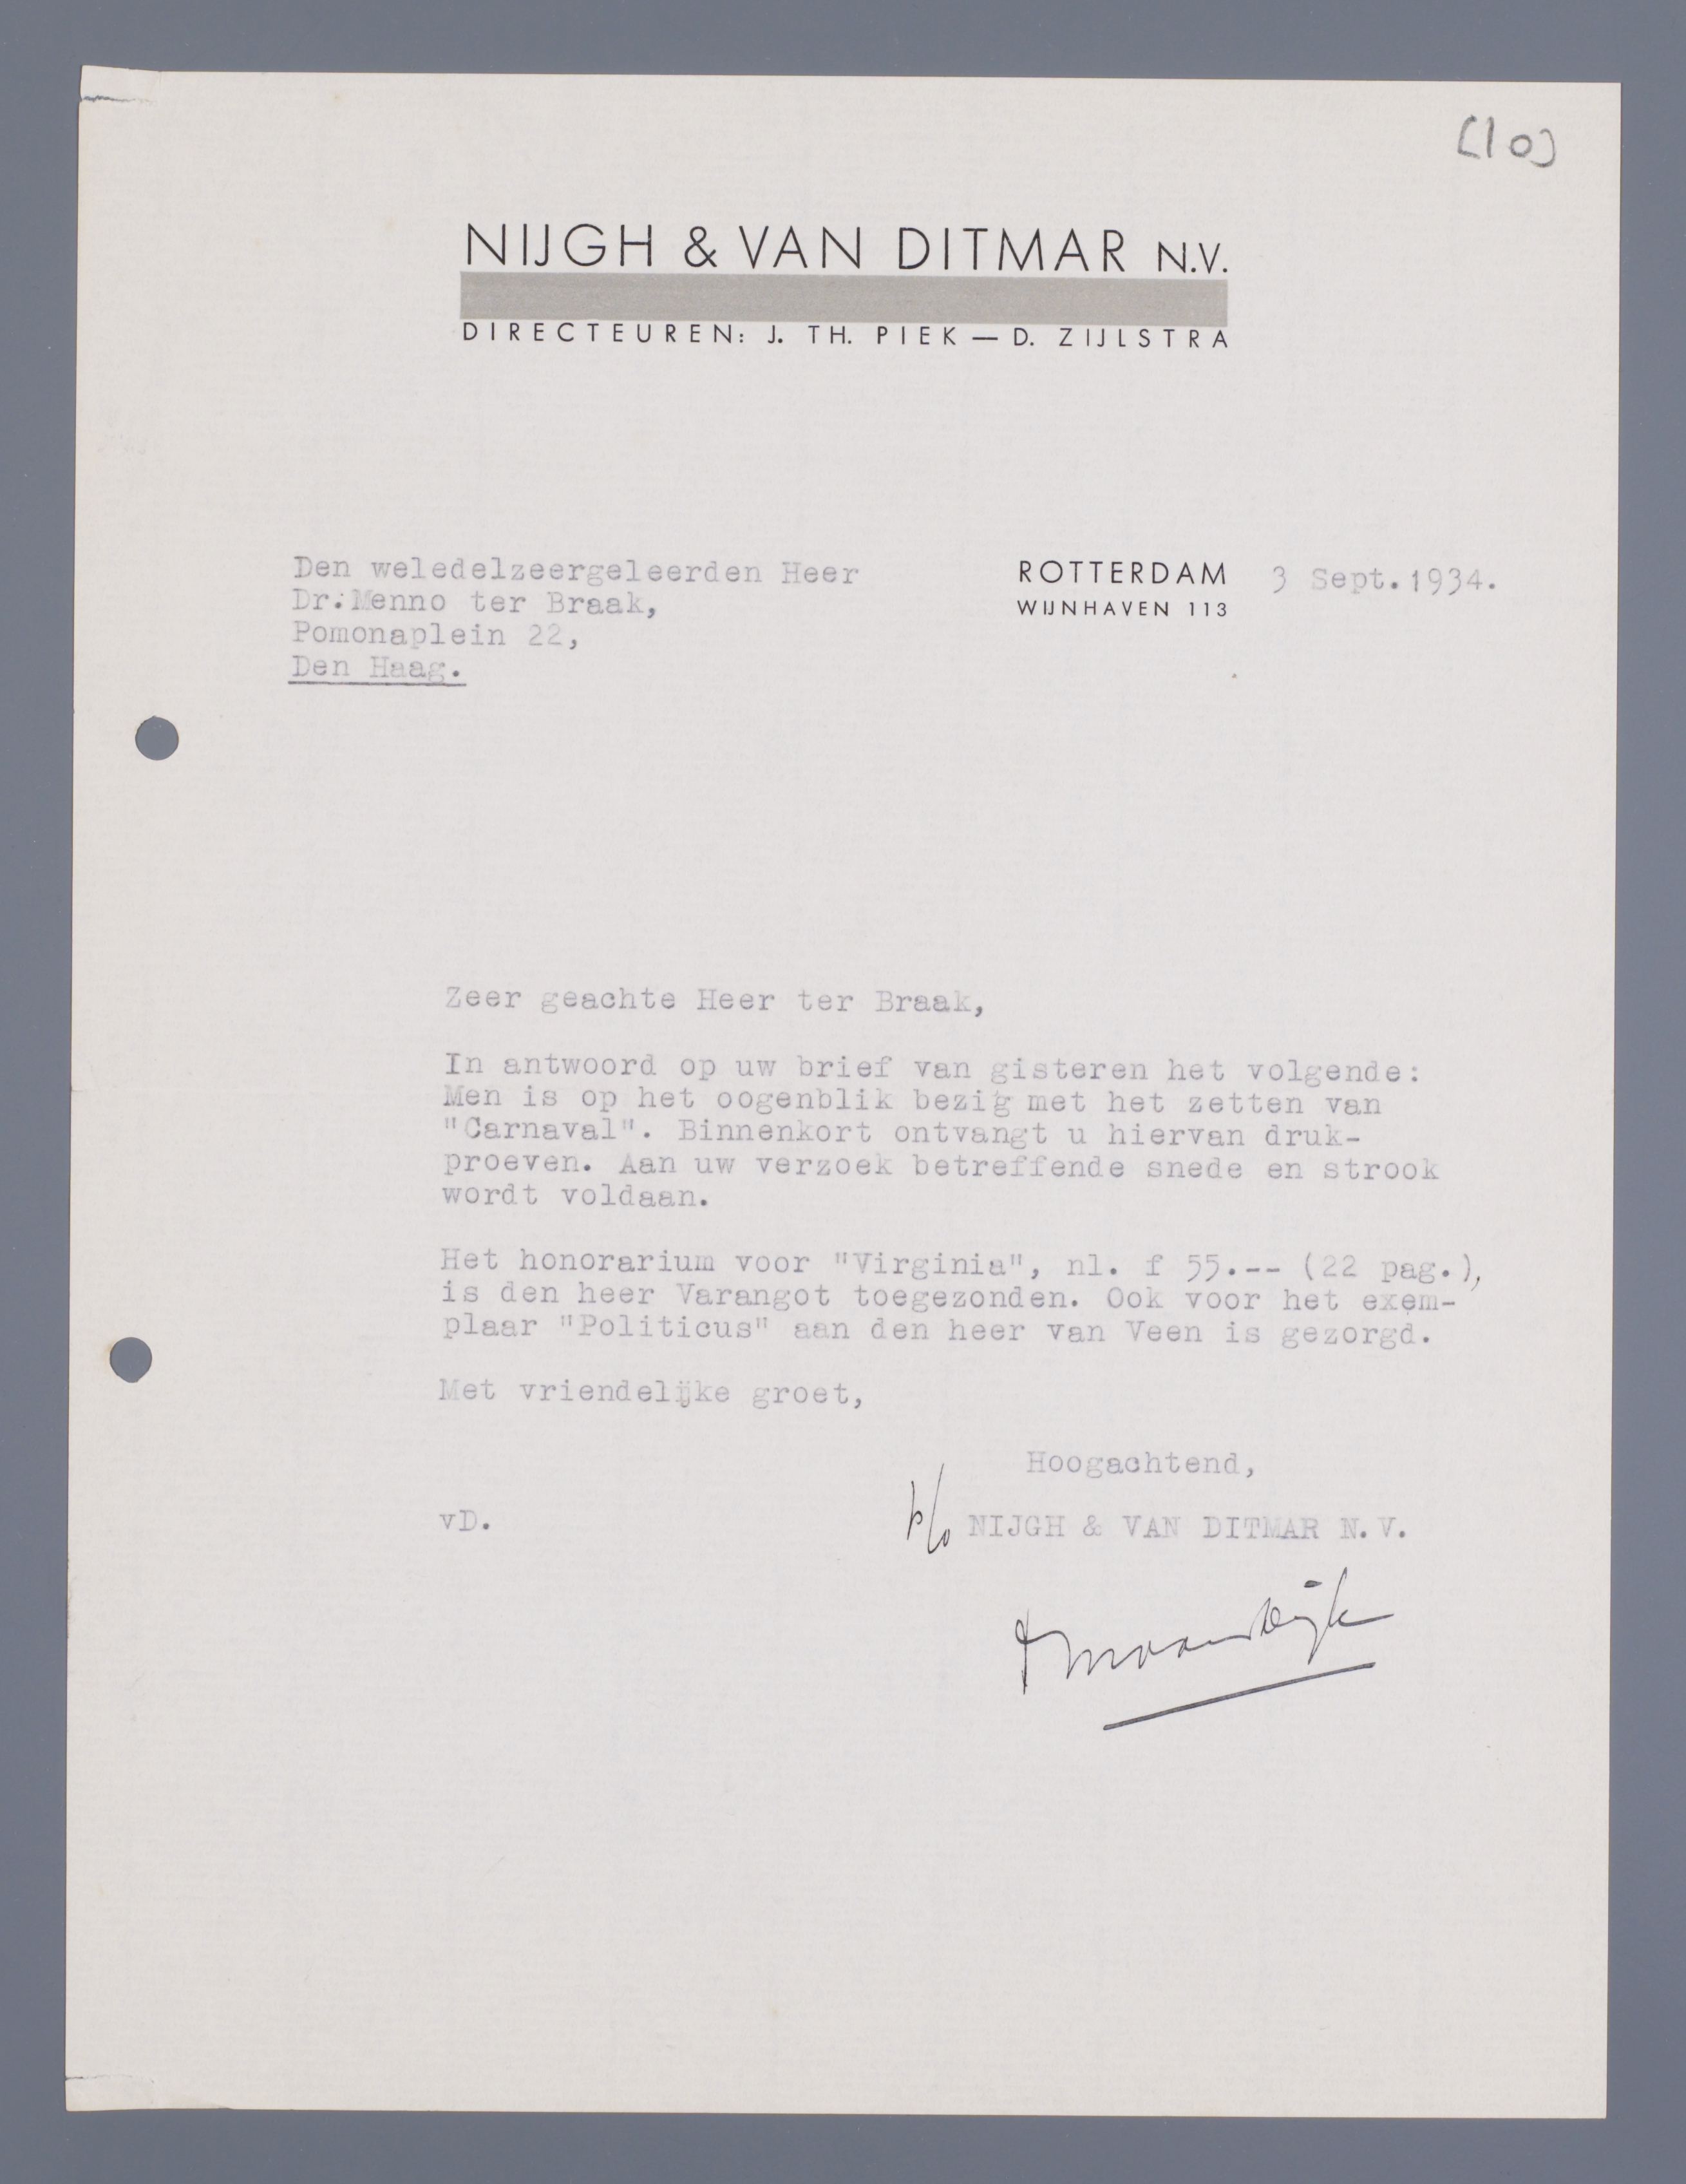 [10]
NIJGH & VAN DITMAR N.V.
DIRECTEUREN: J. TH. PIEK — D. ZIJLSTRA
Den weledelzeergeleerden Heer
Dr.Menno ter Braak,
Pomonaplein 22,
Den Haag.
ROTTERDAM 3 Sept.1934.
WIJNHAVEN 113
Zeer geachte Heer ter Braak,
In antwoord op uw brief van gisteren het volgende:
Men is op het oogenblik bezig met het zetten van
"Carnaval". Binnenkort ontvangt u hiervan druk-
proeven. Aan uw verzoek betreffende snede en strook
wordt voldaan.
Het honorarium voor "Virginia", nl. f 55.-- (22 pag.),
is den heer Varangot toegezonden. Ook voor het exem-
plaar "Politicus" aan den heer van Veen is gezorgd.
Met vriendelijke groet,
Hoogachtend,
vD.
p/o NIJGH & VAN DITMAR N.V.